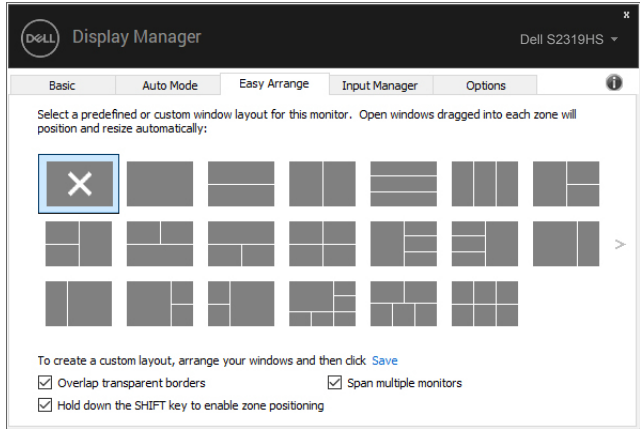 x
DELL Display Manager
Dell S2319HS
Basic Auto Mode Easy Arrange Input Manager Options
Select a predefined or custom window layout for this monitor. Open windows dragged into each zone will
position and resize automatically:
To create a custom layout, arrange your windows and then click Save
Overlap transparent borders Span multiple monitors
Hold down the SHIFT key to enable zone positioning